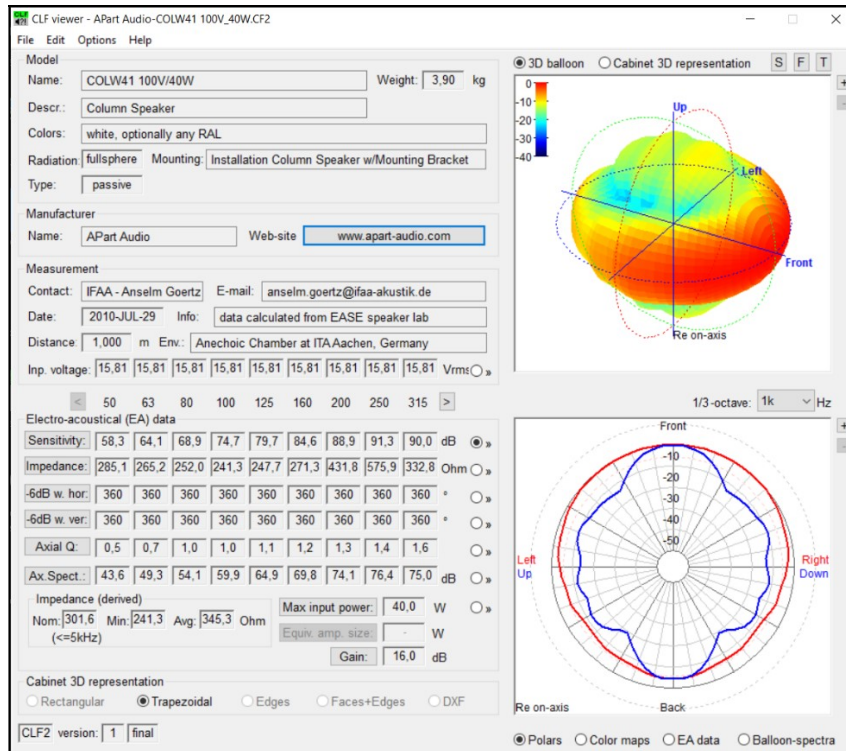 CLF viewer - APart Audio-COLW41 100V_40W.CF2
File Edit Options Help
Model
Name: COLW41 100V/40W Weight: 3,90 kg
Descr.: Column Speaker
Colors: white, optionally any RAL
Radiation: fullsphere Mounting: Installation Column Speaker w/Mounting Bracket
Type: passive
Manufacturer
Name: APart Audio Web-site www.apart-audio.com
Measurement
Contact: IFAA - Anselm Goertz E-mail: anselm.goertz@ifaa-akustik.de
Date: 2010-JUL-29 Info: data calculated from EASE speaker lab
Distance: 1,000 m Env.: Anechoic Chamber at ITAAachen, Germany
Inp. voltage: 15,81 15,81 15,81 15,81 15,81 15,81 15,81 15,81 15,81 Vrms »
< 50 63 80 100 125 160 200 250 315 >
Electro-acoustical (EA) data
Sensitivity: 58,3 64,1 68,9 74,7 79,7 84,6 88,9 91,3 90,0 dB »
Impedance: 285,1 265,2 252,0 241,3 247,7 271,3 431,8 575,9 332,8 Ohm »
-6dB w. hor: 360 360 360 360 360 360 360 360 360 ° »
-6dB w. ver: 360 360 360 360 360 360 360 360 360 ° »
Axial Q: 0,5 0,7 1,0 1,0 1,1 1,2 1,3 1,4 1,6 »
Ax.Spect.: 43,6 49,3 54,1 59,9 64,9 69,8 74,1 76,4 75,0 dB »
Impedance (derived)
Nom: 301,6 Min: 241,3 Avg: 345,3 Ohm
(<=5kHz)
Max input power: 40,0 W »
Equiv. amp. size: - W
Gain: 16,0 dB
Cabinet 3D representation
Rectangular Trapezoidal Edges Faces+Edges DXF
CLF2 version: 1 final
3D balloon Cabinet 3D representation S F T
0
-10
-20
-30
-40
Up
Left
Front
Re on-axis
+
-
1/3-octave: 1k Hz
Front
-10
-20
-30
-40
-50
Left Right
Up Down
Re on-axis Back
+
-
Polars Color maps EA data Balloon-spectra